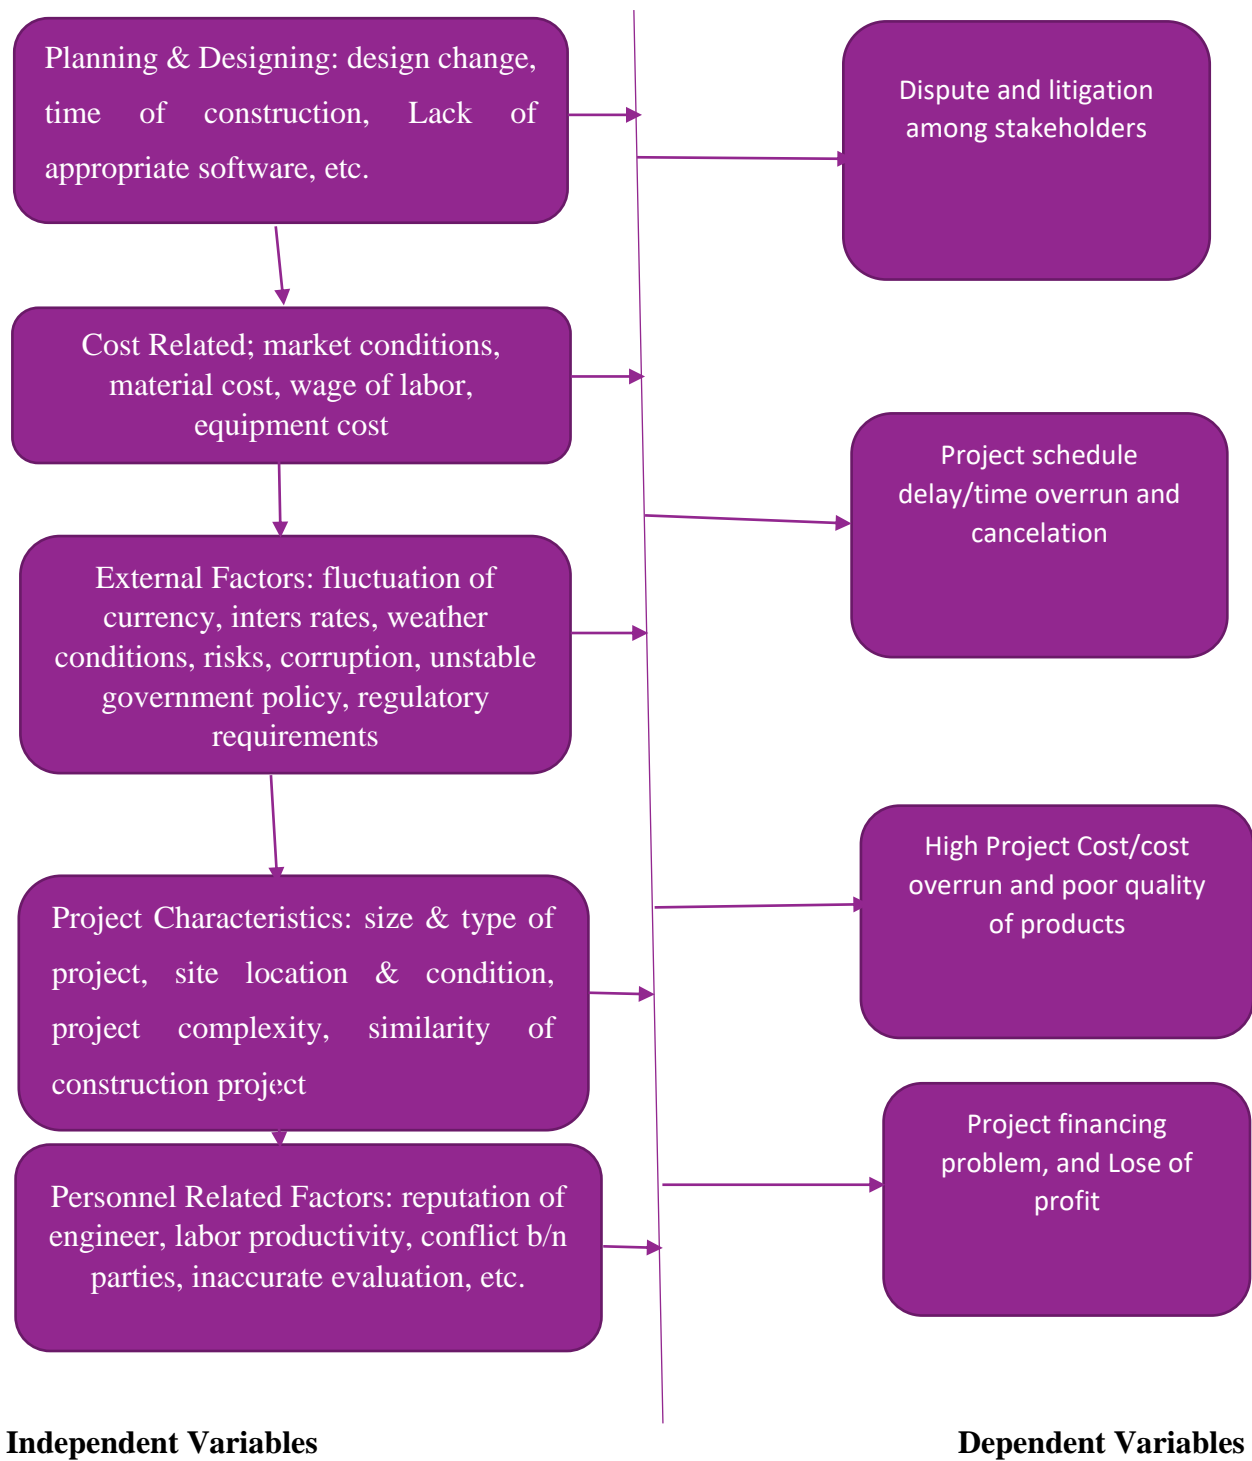 Planning & Designing: design change,
time of construction, Lack of
appropriate software, etc.
Cost Related; market conditions,
material cost, wage of labor,
equipment cost
External Factors: fluctuation of
currency, inters rates, weather
conditions, risks, corruption, unstable
government policy, regulatory
requirements
Project Characteristics: size & type of
project, site location & condition,
project complexity, similarity of
construction project
Personnel Related Factors: reputation of
engineer, labor productivity, conflict b/n
parties, inaccurate evaluation, etc.
Dispute and litigation
among stakeholders
Project schedule
delay/time overrun and
cancelation
High Project Cost/cost
overrun and poor quality
of products
Project financing
problem, and Lose of
profit
Independent Variables
Dependent Variables